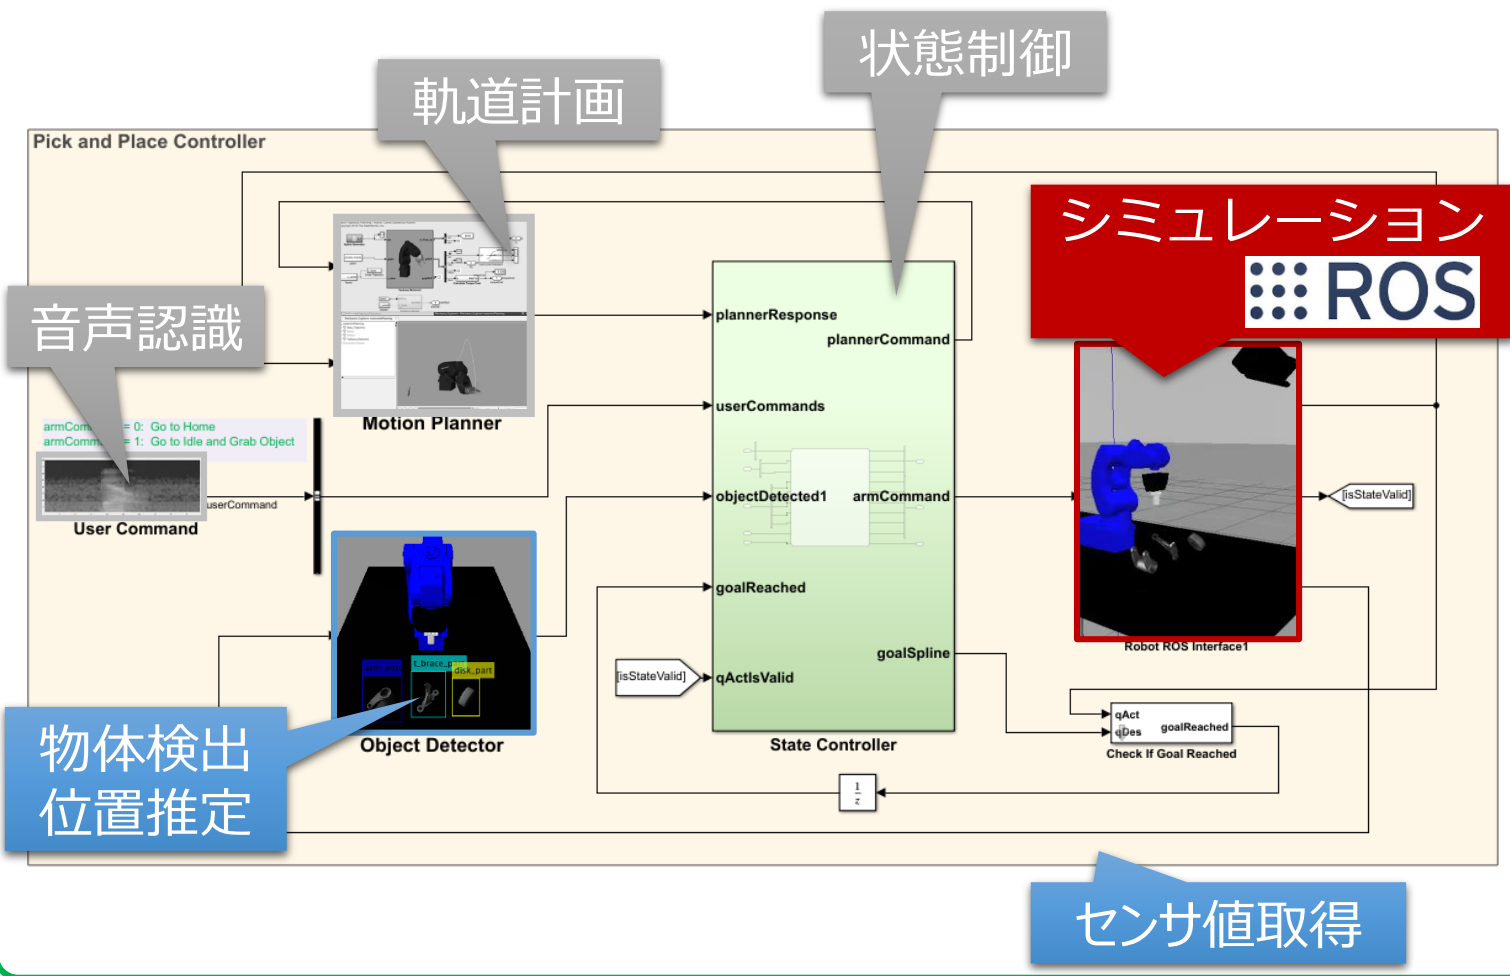 状態制御
軌道計画
Pick and Place Controller
シミュレーション
ROS
音声認識
plannerResponse
plannerCommand
Motion Planner
userCommands
armCom = 0: Go to Home
armComm = 1: Go to Idle and Grab Object
objectDetected1
armCommand
[isStateValid]
userCommand
User Command
goalReached
t_brace_p
disk_part
goalSpline
Robot ROS Interface1
[isStateValid]
qActIsValid
物体検出
位置推定
Object Detector
State Controller
qAct
qDes
goalReached
Check If Goal Reached
1
z
センサ値取得